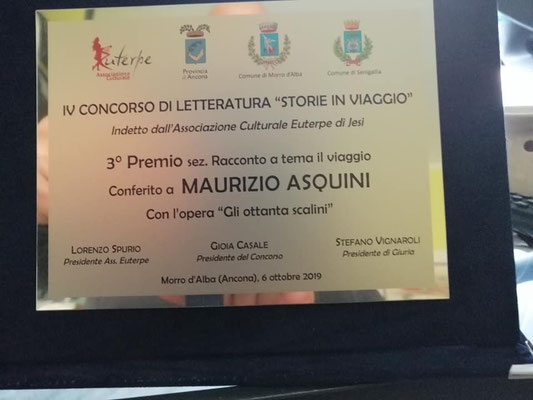 Euterpe
Associazione
Culturale
Provincia
di Ancona
Comune di Morro d'Alba
Comune di Senigallia
IV CONCORSO DI LETTERATURA “STORIE IN VIAGGIO”
Indetto dall'Associazione Culturale Euterpe di Jesi
3° Premio sez. Racconto a tema il viaggio
Conferito a MAURIZIO ASQUINI
Con l'opera “Gli ottanta scalini”
LORENZO SPURIO
Presidente Ass. Euterpe
GIOIA CASALE
Presidente del Concono
STEFANO VIGNAROLI
Presidente di Giuria
Morro d'Alba (Ancona), 6 ottobre 2019